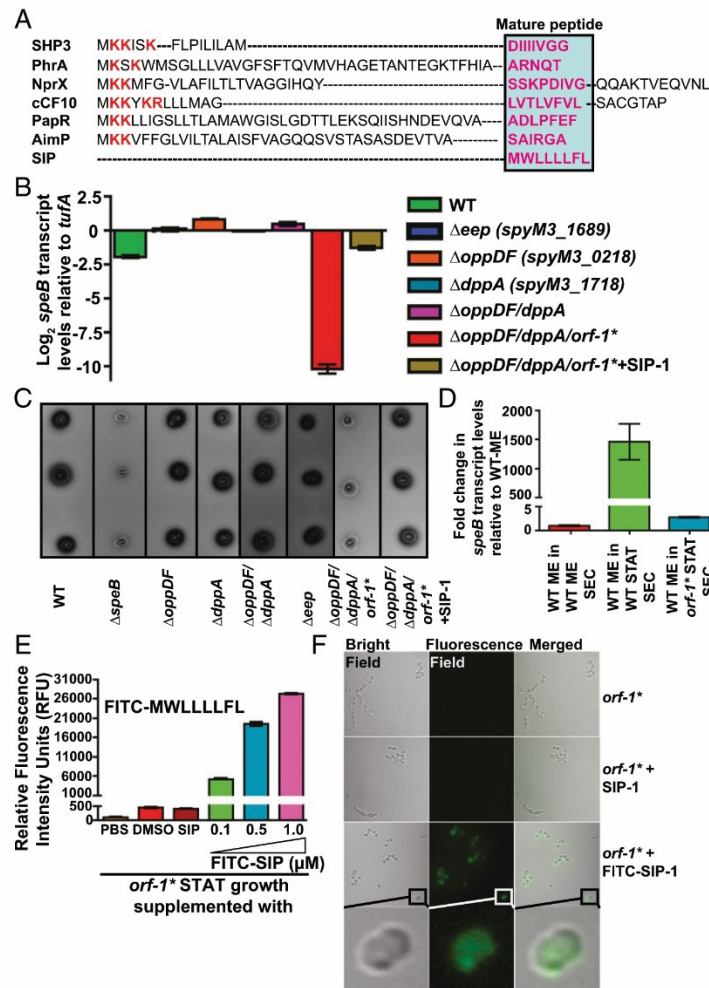 A
Mature peptide
SHP3 MKKISK---FLPILILAM----------------------------------------DIIIIVGG
PhrA MKSKWMSGLLLVAVGFSFTQVMVHAGETANTEGKTFHIA--ARNQT
NprX MKKMFG-VLAFILTLTVAGGIHQY---------------------SSKPDIVG--QQAKTVEQVNL
cCF10 MKKYKRLLLMAG-----------------------------------LVTLVFVL--SACGTAP
PapR MKKLLIGSLLTLAMAWGISLGDTTLEKSQIISHNDEVQVA----ADLPFEF
AimP MKKVFFGLVILTALAISFVAGQQSVSTASASDEVTVA---------SAIRGA
SIP ------------------------------------------------------------MWLLLLFL
B
Log2 speB transcript
levels relative to tufA
2.5
0
-2.5
-5
-7.5
-10
WT
Δeep (spyM3_1689)
ΔoppDF (spyM3_0218)
ΔdppA (spyM3_1718)
ΔoppDF/dppA
ΔoppDF/dppA/orf-1*
ΔoppDF/dppA/orf-1*+SIP-1
C
WT
ΔspeB
ΔoppDF
ΔdppA
ΔoppDF/
ΔdppA
Δeep
ΔoppDF/
ΔdppA/
orf-1*
ΔoppDF/
ΔdppA/
orf-1*
+SIP-1
D
Fold change in
speB transcript levels
relative to WT-ME
2000
1500
1000
500
5
0
WT ME in
WT ME
SEC
WT ME in
WT STAT
SEC
WT ME in
orf-1* STAT
SEC
E
Relative Fluorescence
Intensity Units (RFU)
31000
26000
21000
16000
11000
6000
1000
500
0
FITC-MWLLLLFL
PBS DMSO SIP 0.1 0.5 1.0
FITC-SIP (μM)
orf-1* STAT growth
supplemented with
F
Bright Fluorescence Merged
Field Field
orf-1*
orf-1* +
SIP-1
orf-1* +
FITC-SIP-1